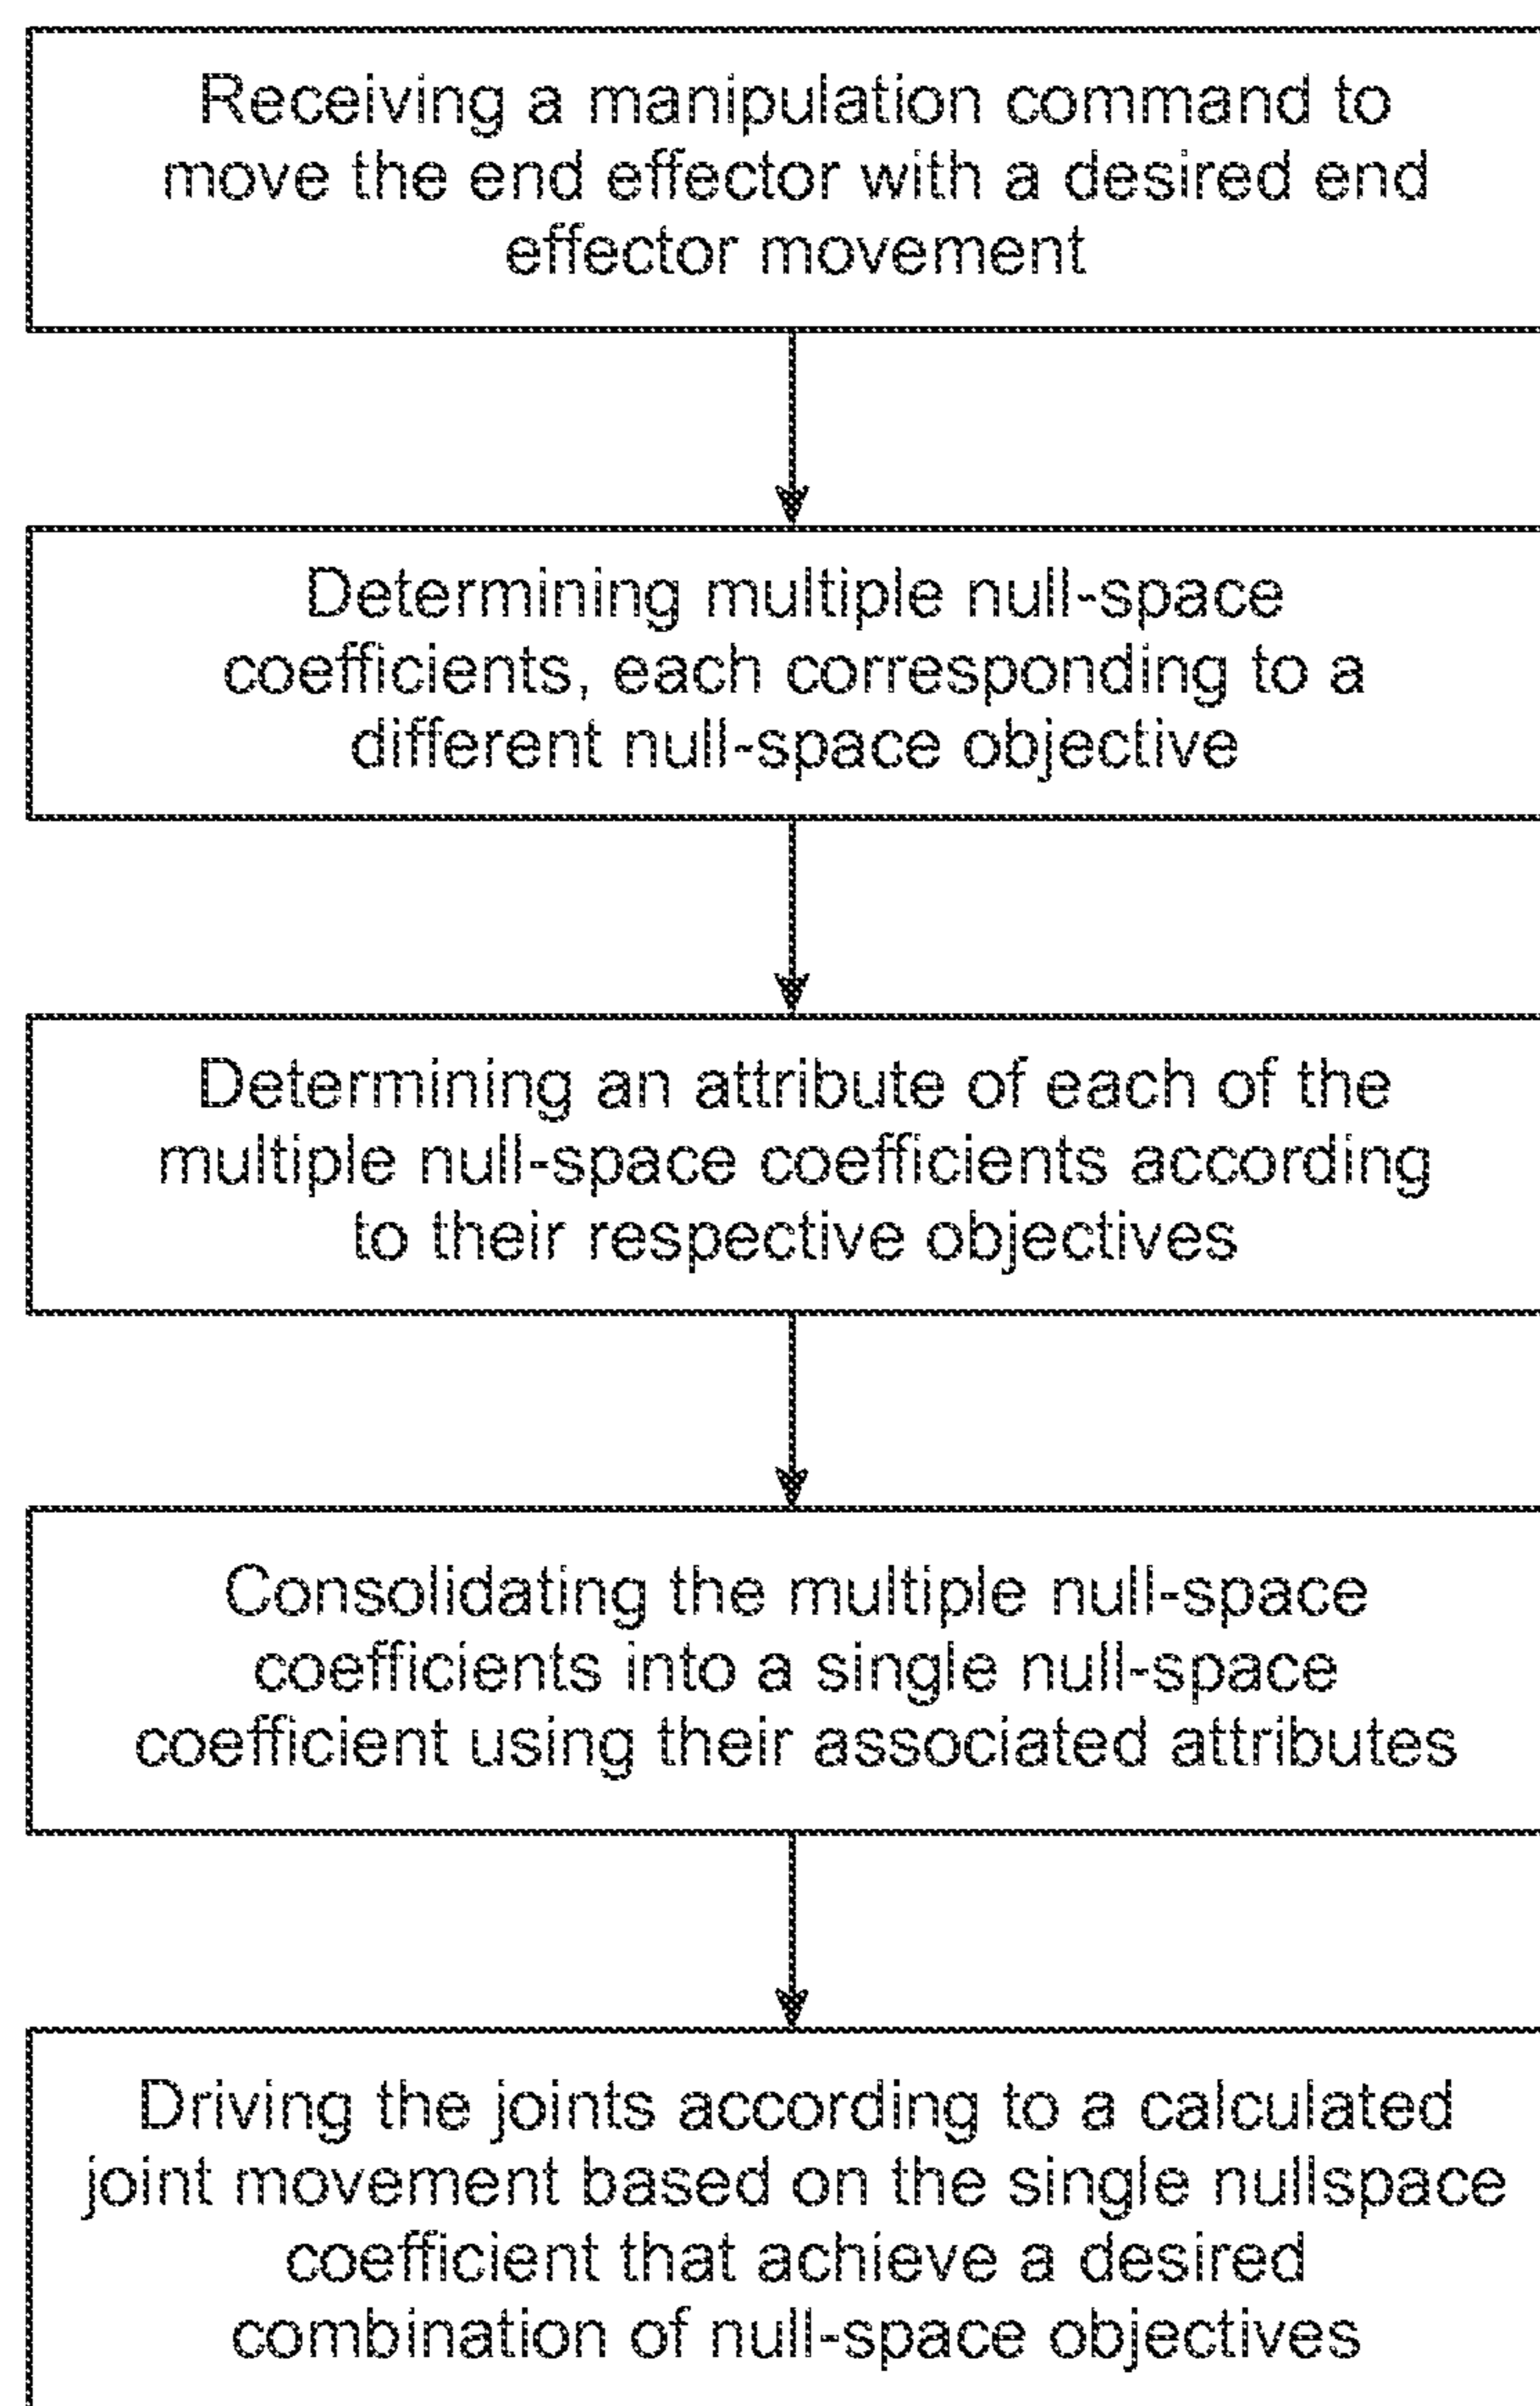 Receiving a manipulation command to
move the end effector with a desired end
effector movement
Determining multiple null-space
coefficients, each corresponding to a
different null-space objective
Determining an attribute of each of the
multiple null-space coefficients according
to their respective objectives
Consolidating the multiple null-space
coefficients into a single null-space
coefficient using their associated attributes
Driving the joints according to a calculated
joint movement based on the single nullspace
coefficient that achieve a desired
combination of null-space objectives